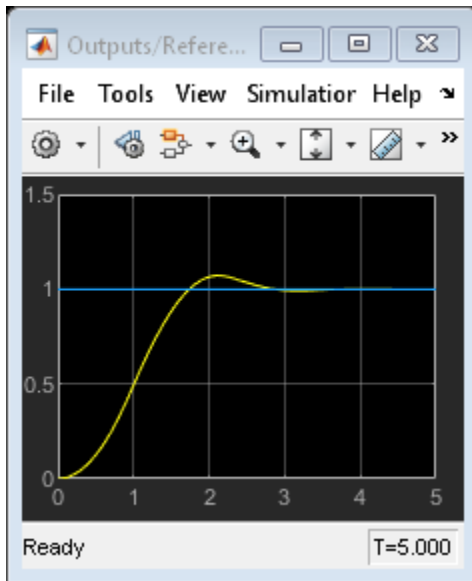 Outputs/Refere...
File Tools View Simulation Help
1.5
1
0.5
0
0 1 2 3 4 5
Ready T=5.000